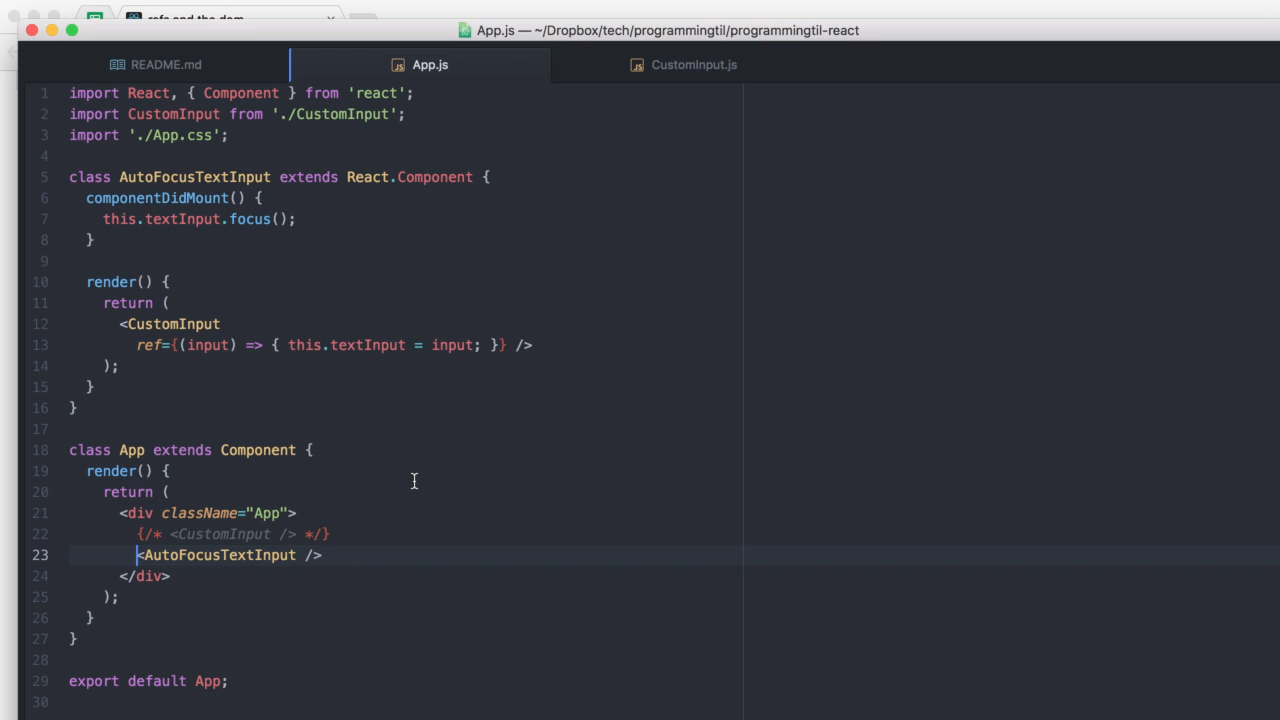 refs and the dom
App.js — ~/Dropbox/tech/programmingtil/programmingtil-react
README.md
App.js
CustomInput.js
1 import React, { Component } from 'react';
2 import CustomInput from './CustomInput';
3 import './App.css';
4
5 class AutoFocusTextInput extends React.Component {
6 componentDidMount() {
7 this.textInput.focus();
8 }
9
10 render() {
11 return (
12 <CustomInput
13 ref={(input) => { this.textInput = input; }} />
14 );
15 }
16 }
17
18 class App extends Component {
19 render() {
20 return (
21 <div className="App">
22 {/* <CustomInput /> */}
23 <AutoFocusTextInput />
24 </div>
25 );
26 }
27 }
28
29 export default App;
30